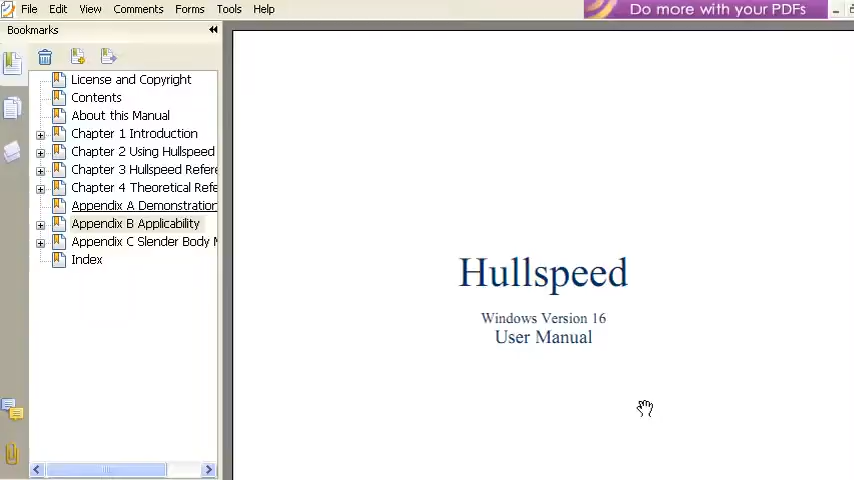 File Edit View Comments Forms Tools Help
Do more with your PDFs
Bookmarks
License and Copyright
Contents
About this Manual
Chapter 1 Introduction
Chapter 2 Using Hullspeed
Chapter 3 Hullspeed Refere
Chapter 4 Theoretical Refe
Appendix A Demonstration
Appendix B Applicability
Appendix C Slender Body M
Index
Hullspeed
Windows Version 16
User Manual